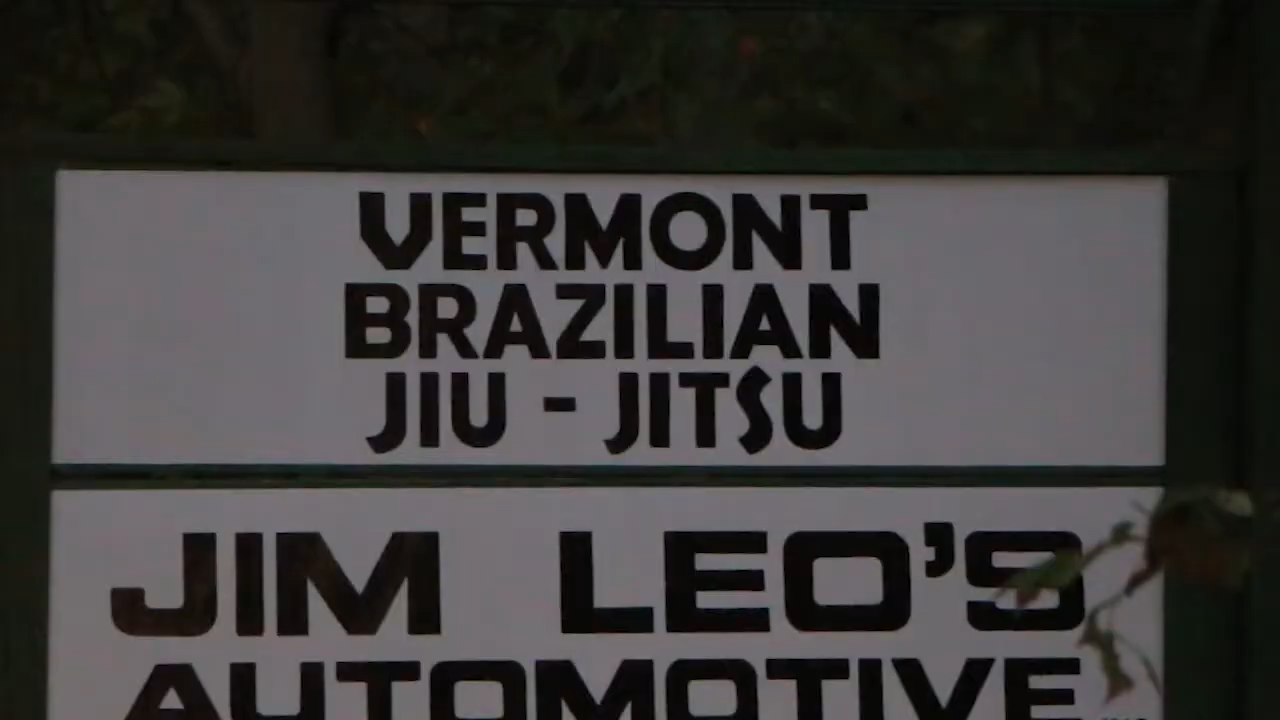 VERMONT
BRAZILIAN
JIU - JITSU
JIM LEO'S
AUTOMOTIVE